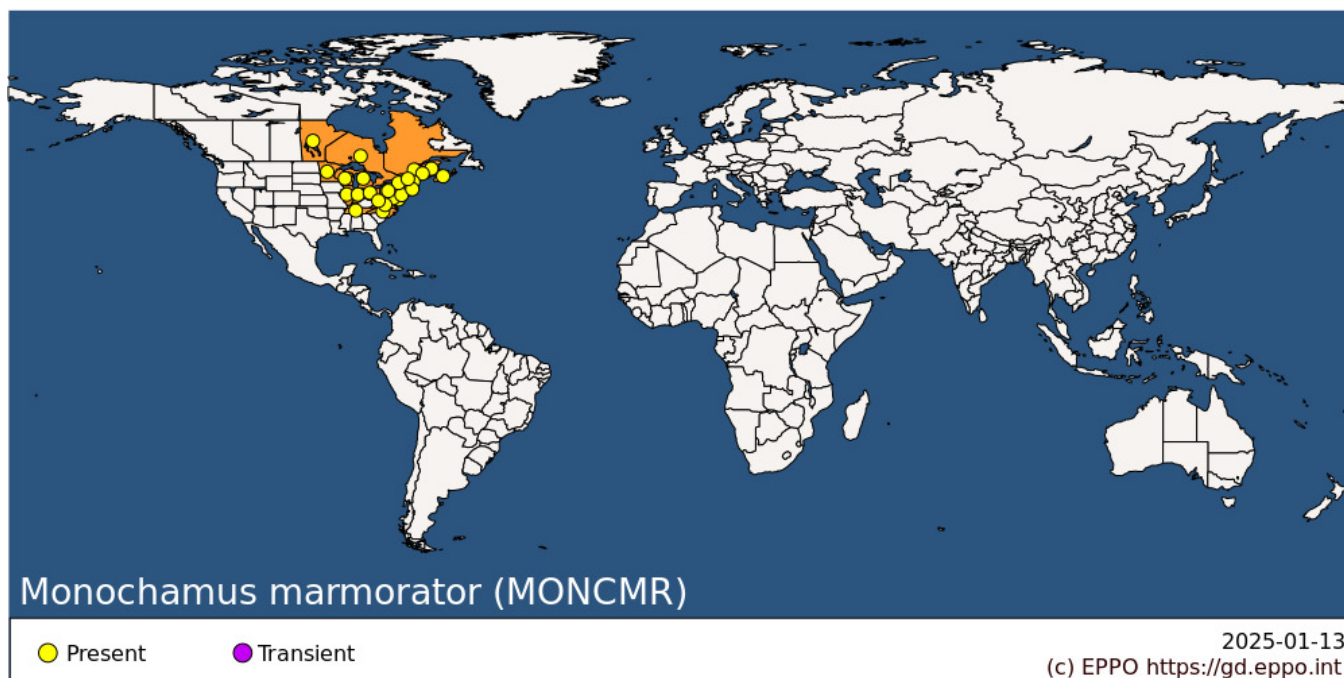 Monochamus marmorator (MONCMR)
Present
Transient
2025-01-13
(c) EPPO https://gd.eppo.int